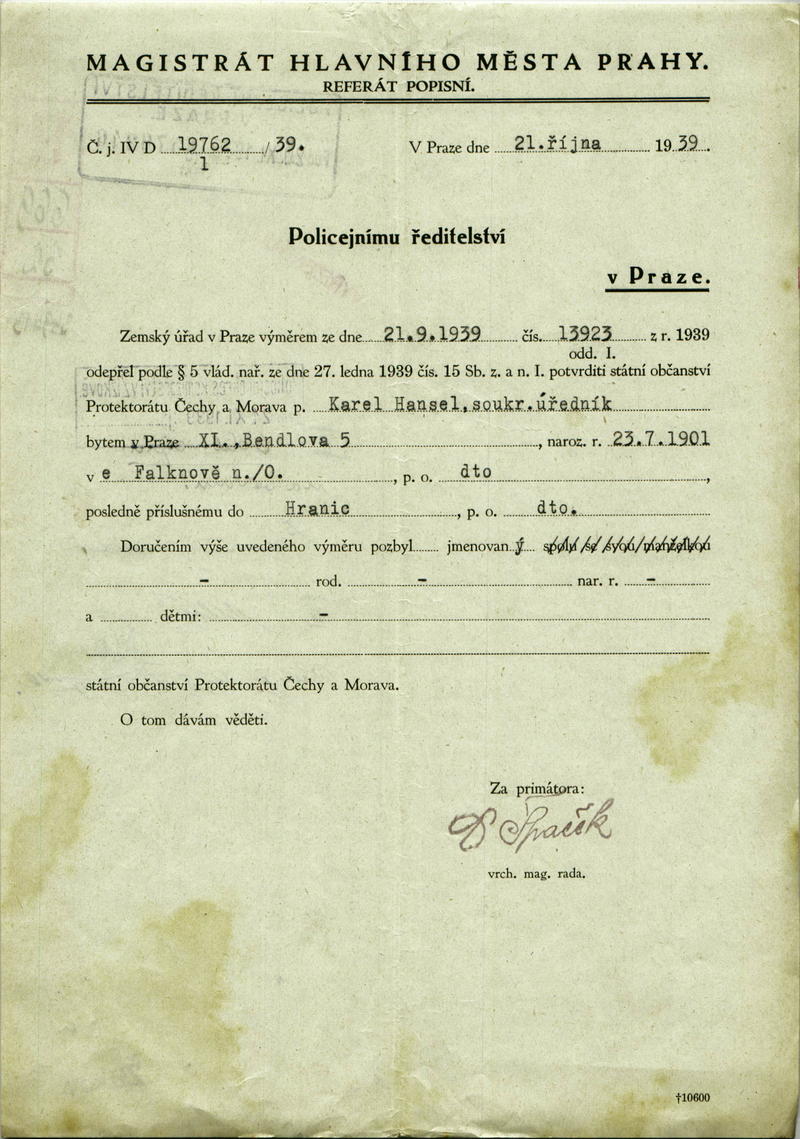 MAGISTRÁT HLAVNÍHO MĚSTA PRAHY.
REFERÁT POPISNÍ.
Č. j. IV D 19762/39.
1
V Praze dne 21.října 1939.
Policejnímu ředitelství
v Praze.
Zemský úřad v Praze výměrem ze dne 21.9.1939 čís. 13923 z r. 1939
odd. I.
odepřel podle § 5 vlád. nař. ze dne 27. ledna 1939 čís. 15 Sb. z. a n. I. potvrditi státní občanství
Protektorátu Čechy a Morava p. Karel Hansel,soukr.úředník
bytem v Praze XI.,Bendlova 5, naroz. r. 23.7.1901
v e Falknově n./O., p. o. dto,
posledně příslušnému do Hranic, p. o. dto.
Doručením výše uvedeného výměru pozbyl jmenovaný spolu se svou manželkou
– rod. – nar. r. –
a dětmi: –
státní občanství Protektorátu Čechy a Morava.
O tom dávám věděti.
Za primátora:
vrch. mag. rada.
†10600